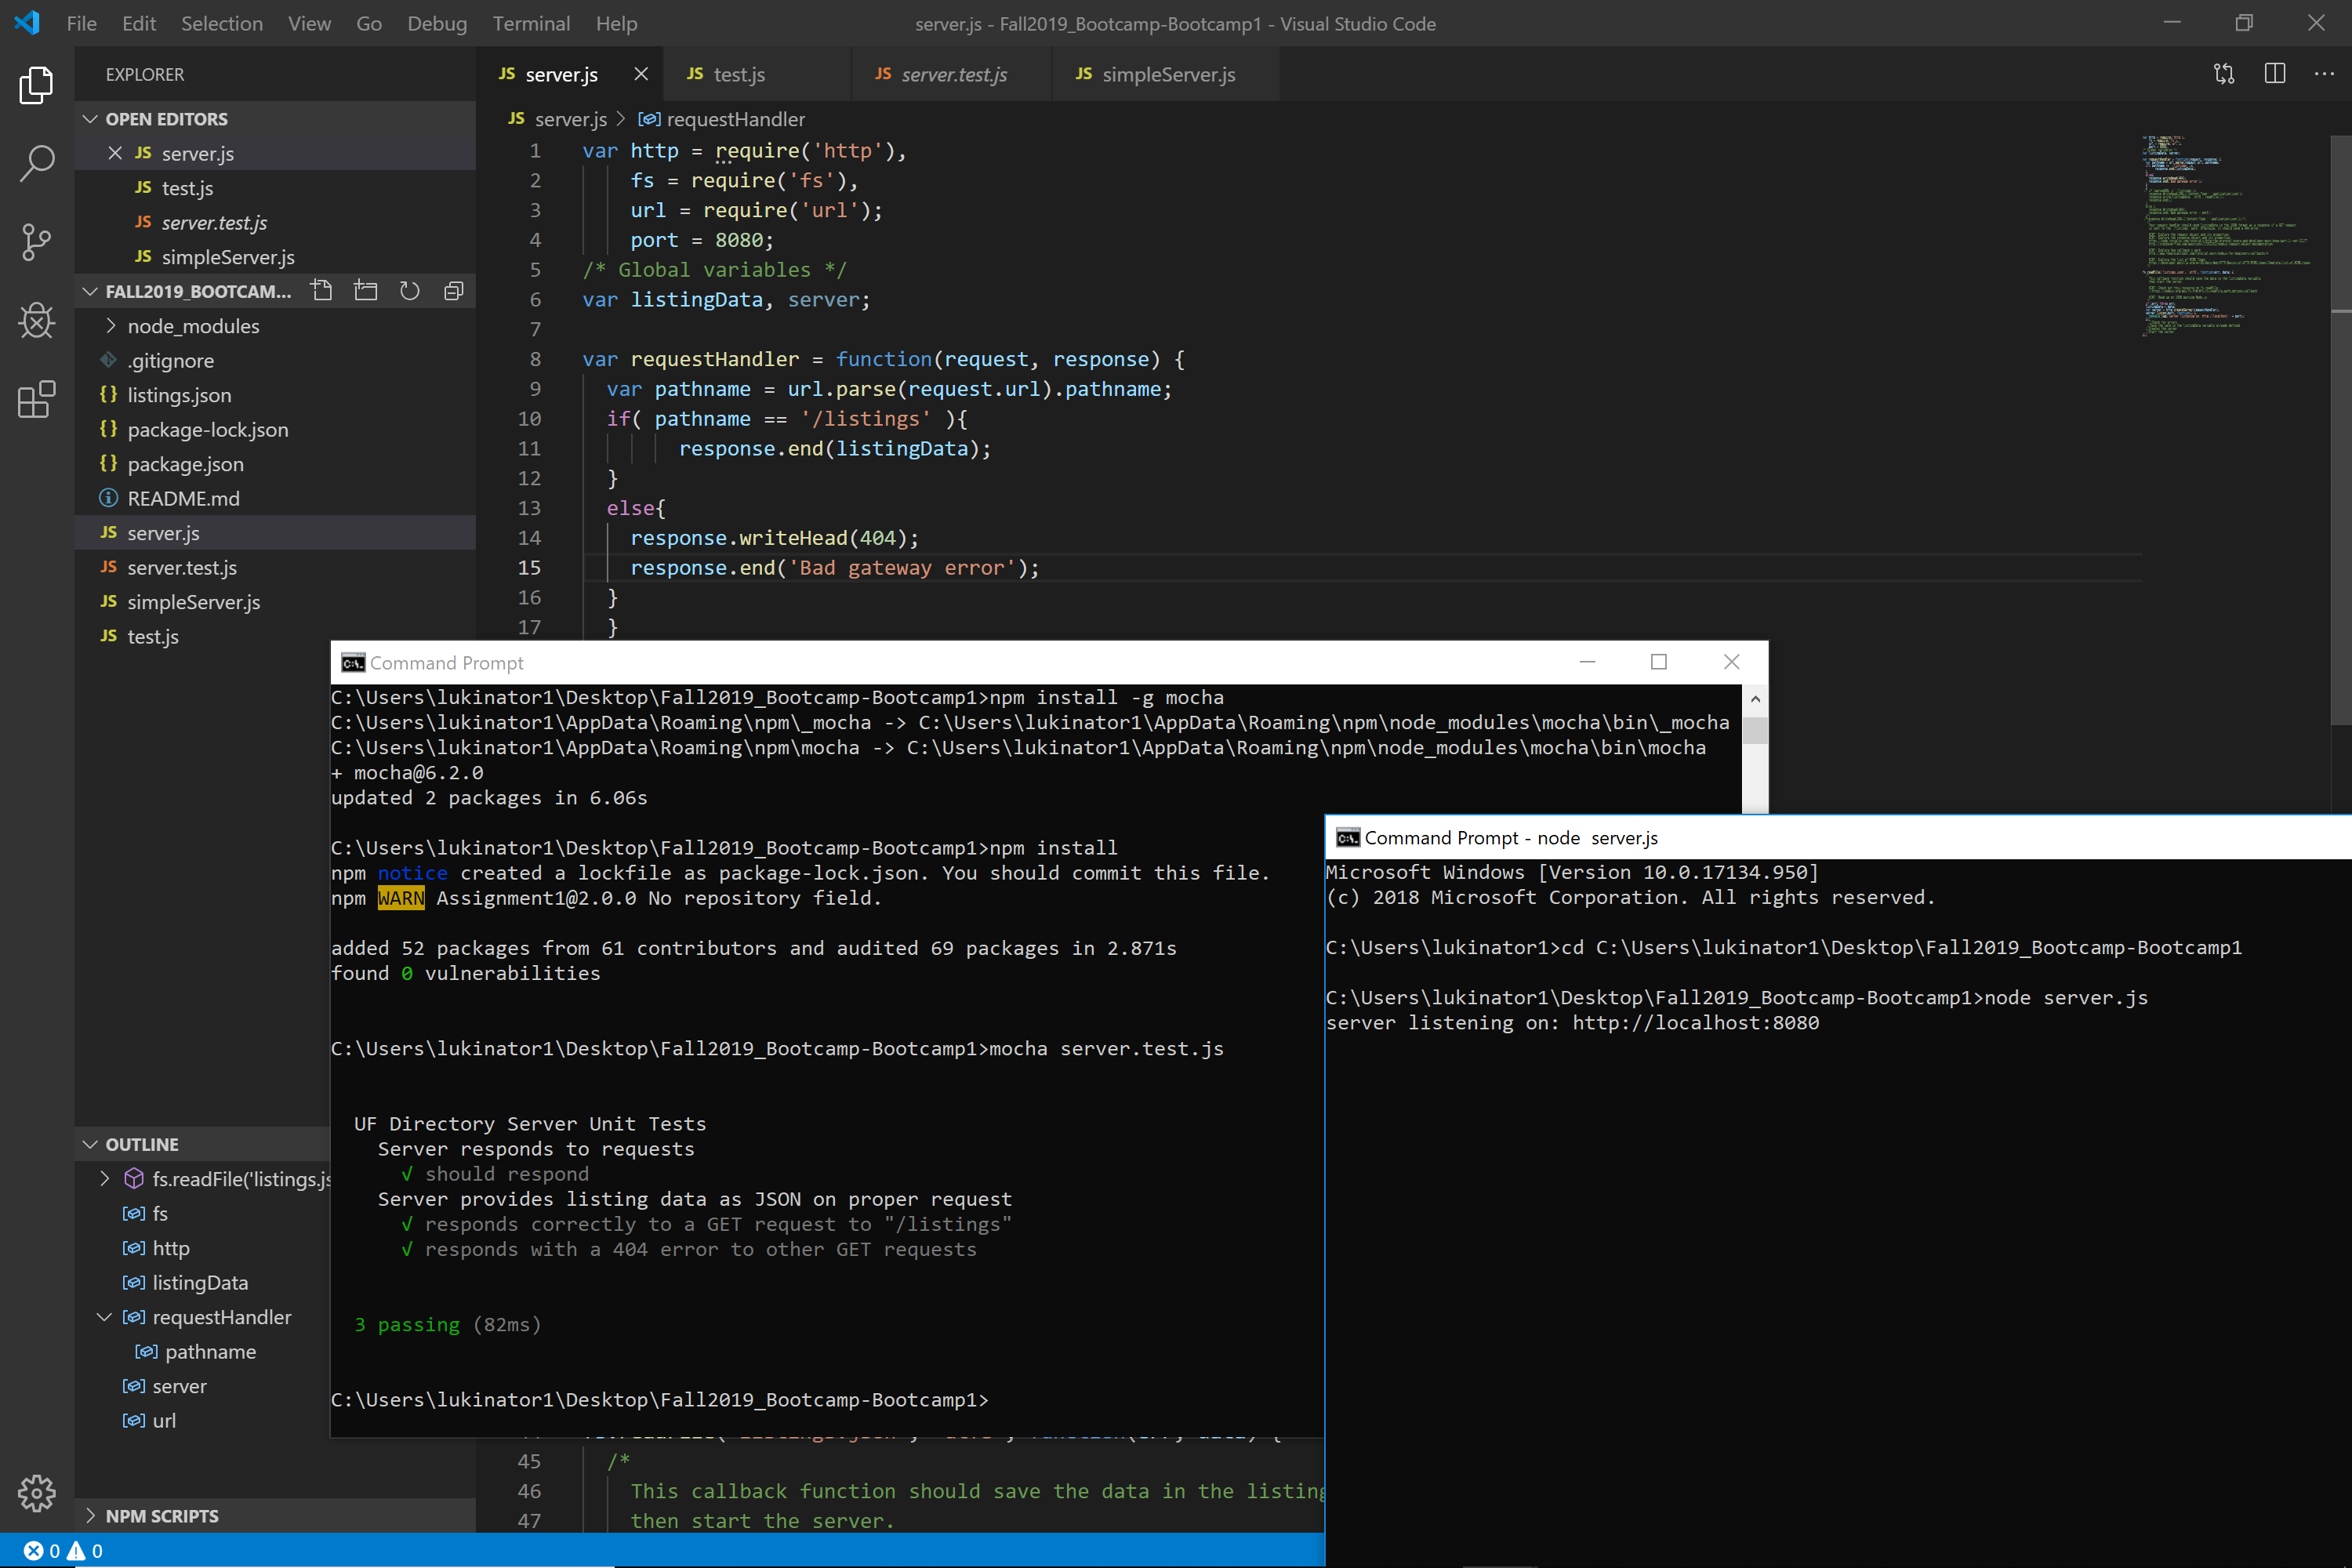 File Edit Selection View Go Debug Terminal Help
server.js - Fall2019_Bootcamp-Bootcamp1 - Visual Studio Code
EXPLORER
OPEN EDITORS
JS server.js
JS test.js
JS server.test.js
JS simpleServer.js
FALL2019_BOOTCAM...
node_modules
.gitignore
{} listings.json
{} package-lock.json
{} package.json
README.md
JS server.js
JS server.test.js
JS simpleServer.js
JS test.js
OUTLINE
fs.readFile('listings.js
fs
http
listingData
requestHandler
pathname
server
url
NPM SCRIPTS
0 0
JS server.js JS test.js JS server.test.js JS simpleServer.js
JS server.js > requestHandler
1 var http = require('http'),
2 fs = require('fs'),
3 url = require('url');
4 port = 8080;
5 /* Global variables */
6 var listingData, server;
7
8 var requestHandler = function(request, response) {
9 var pathname = url.parse(request.url).pathname;
10 if( pathname == '/listings' ){
11 response.end(listingData);
12 }
13 else{
14 response.writeHead(404);
15 response.end('Bad gateway error');
16 }
17 }
45 /*
46 This callback function should save the data in the listing
47 then start the server.
Command Prompt
C:\Users\lukinator1\Desktop\Fall2019_Bootcamp-Bootcamp1>npm install -g mocha
C:\Users\lukinator1\AppData\Roaming\npm\_mocha -> C:\Users\lukinator1\AppData\Roaming\npm\node_modules\mocha\bin\_mocha
C:\Users\lukinator1\AppData\Roaming\npm\mocha -> C:\Users\lukinator1\AppData\Roaming\npm\node_modules\mocha\bin\mocha
+ mocha@6.2.0
updated 2 packages in 6.06s
C:\Users\lukinator1\Desktop\Fall2019_Bootcamp-Bootcamp1>npm install
npm notice created a lockfile as package-lock.json. You should commit this file.
npm WARN Assignment1@2.0.0 No repository field.
added 52 packages from 61 contributors and audited 69 packages in 2.871s
found 0 vulnerabilities
C:\Users\lukinator1\Desktop\Fall2019_Bootcamp-Bootcamp1>mocha server.test.js
UF Directory Server Unit Tests
Server responds to requests
√ should respond
Server provides listing data as JSON on proper request
√ responds correctly to a GET request to "/listings"
√ responds with a 404 error to other GET requests
3 passing (82ms)
C:\Users\lukinator1\Desktop\Fall2019_Bootcamp-Bootcamp1>
Command Prompt - node server.js
Microsoft Windows [Version 10.0.17134.950]
(c) 2018 Microsoft Corporation. All rights reserved.
C:\Users\lukinator1>cd C:\Users\lukinator1\Desktop\Fall2019_Bootcamp-Bootcamp1
C:\Users\lukinator1\Desktop\Fall2019_Bootcamp-Bootcamp1>node server.js
server listening on: http://localhost:8080